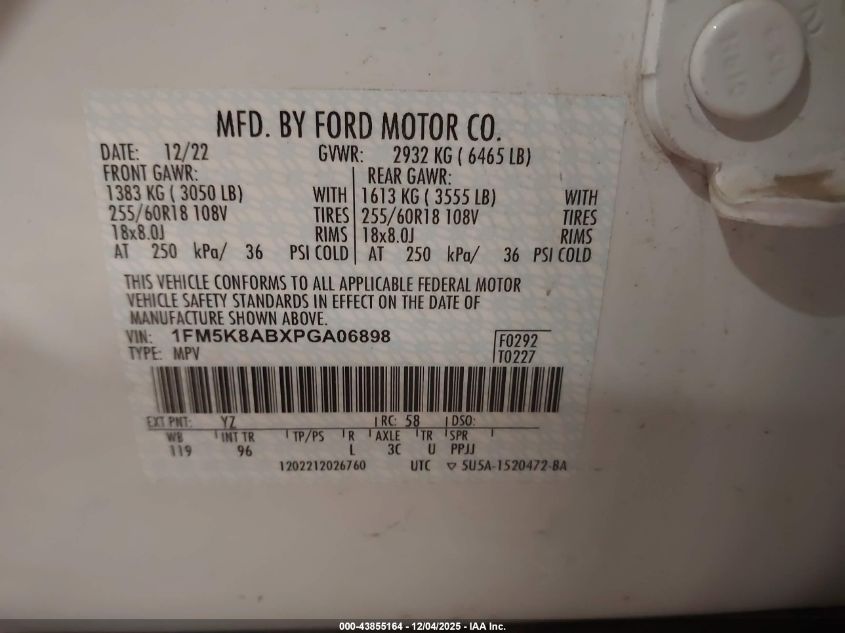 MFD. BY FORD MOTOR CO.
DATE: 12/22 GVWR: 2932 KG ( 6465 LB)
FRONT GAWR: REAR GAWR:
1383 KG ( 3050 LB) WITH 1613 KG ( 3555 LB) WITH
255/60R18 108V TIRES 255/60R18 108V TIRES
18x8.0J RIMS 18x8.0J RIMS
AT 250 kPa/ 36 PSI COLD AT 250 kPa/ 36 PSI COLD
THIS VEHICLE CONFORMS TO ALL APPLICABLE FEDERAL MOTOR
VEHICLE SAFETY STANDARDS IN EFFECT ON THE DATE OF
MANUFACTURE SHOWN ABOVE.
VIN: 1FM5K8ABXPGA06898 F0292
TYPE: MPV T0227
EXT PNT: YZ RC: 58 DSO:
WB INT TR TP/PS R AXLE TR SPR
119 96 L 3C U PPJJ
1202212026760 UTC ▽ 5U5A-1520472-BA
000-43855164 - 12/04/2025 - IAA Inc.